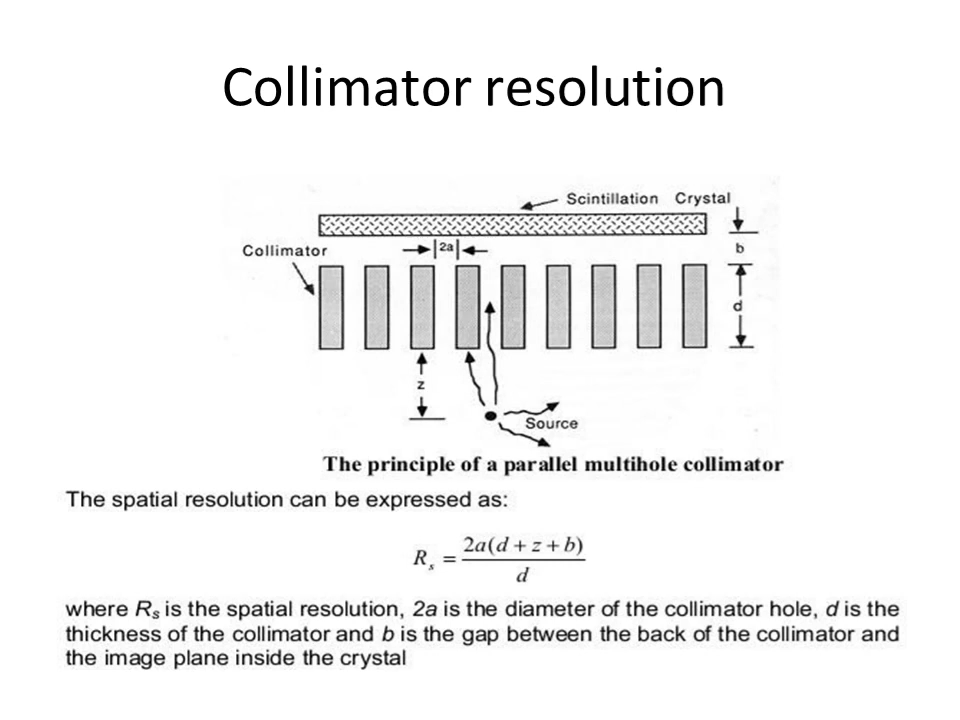 Collimator resolution
Scintillation Crystal
Collimator
2a
b
d
z
Source
The principle of a parallel multihole collimator
The spatial resolution can be expressed as:
Rₛ = 2a(d + z + b) / d
where Rₛ is the spatial resolution, 2a is the diameter of the collimator hole, d is the
thickness of the collimator and b is the gap between the back of the collimator and
the image plane inside the crystal